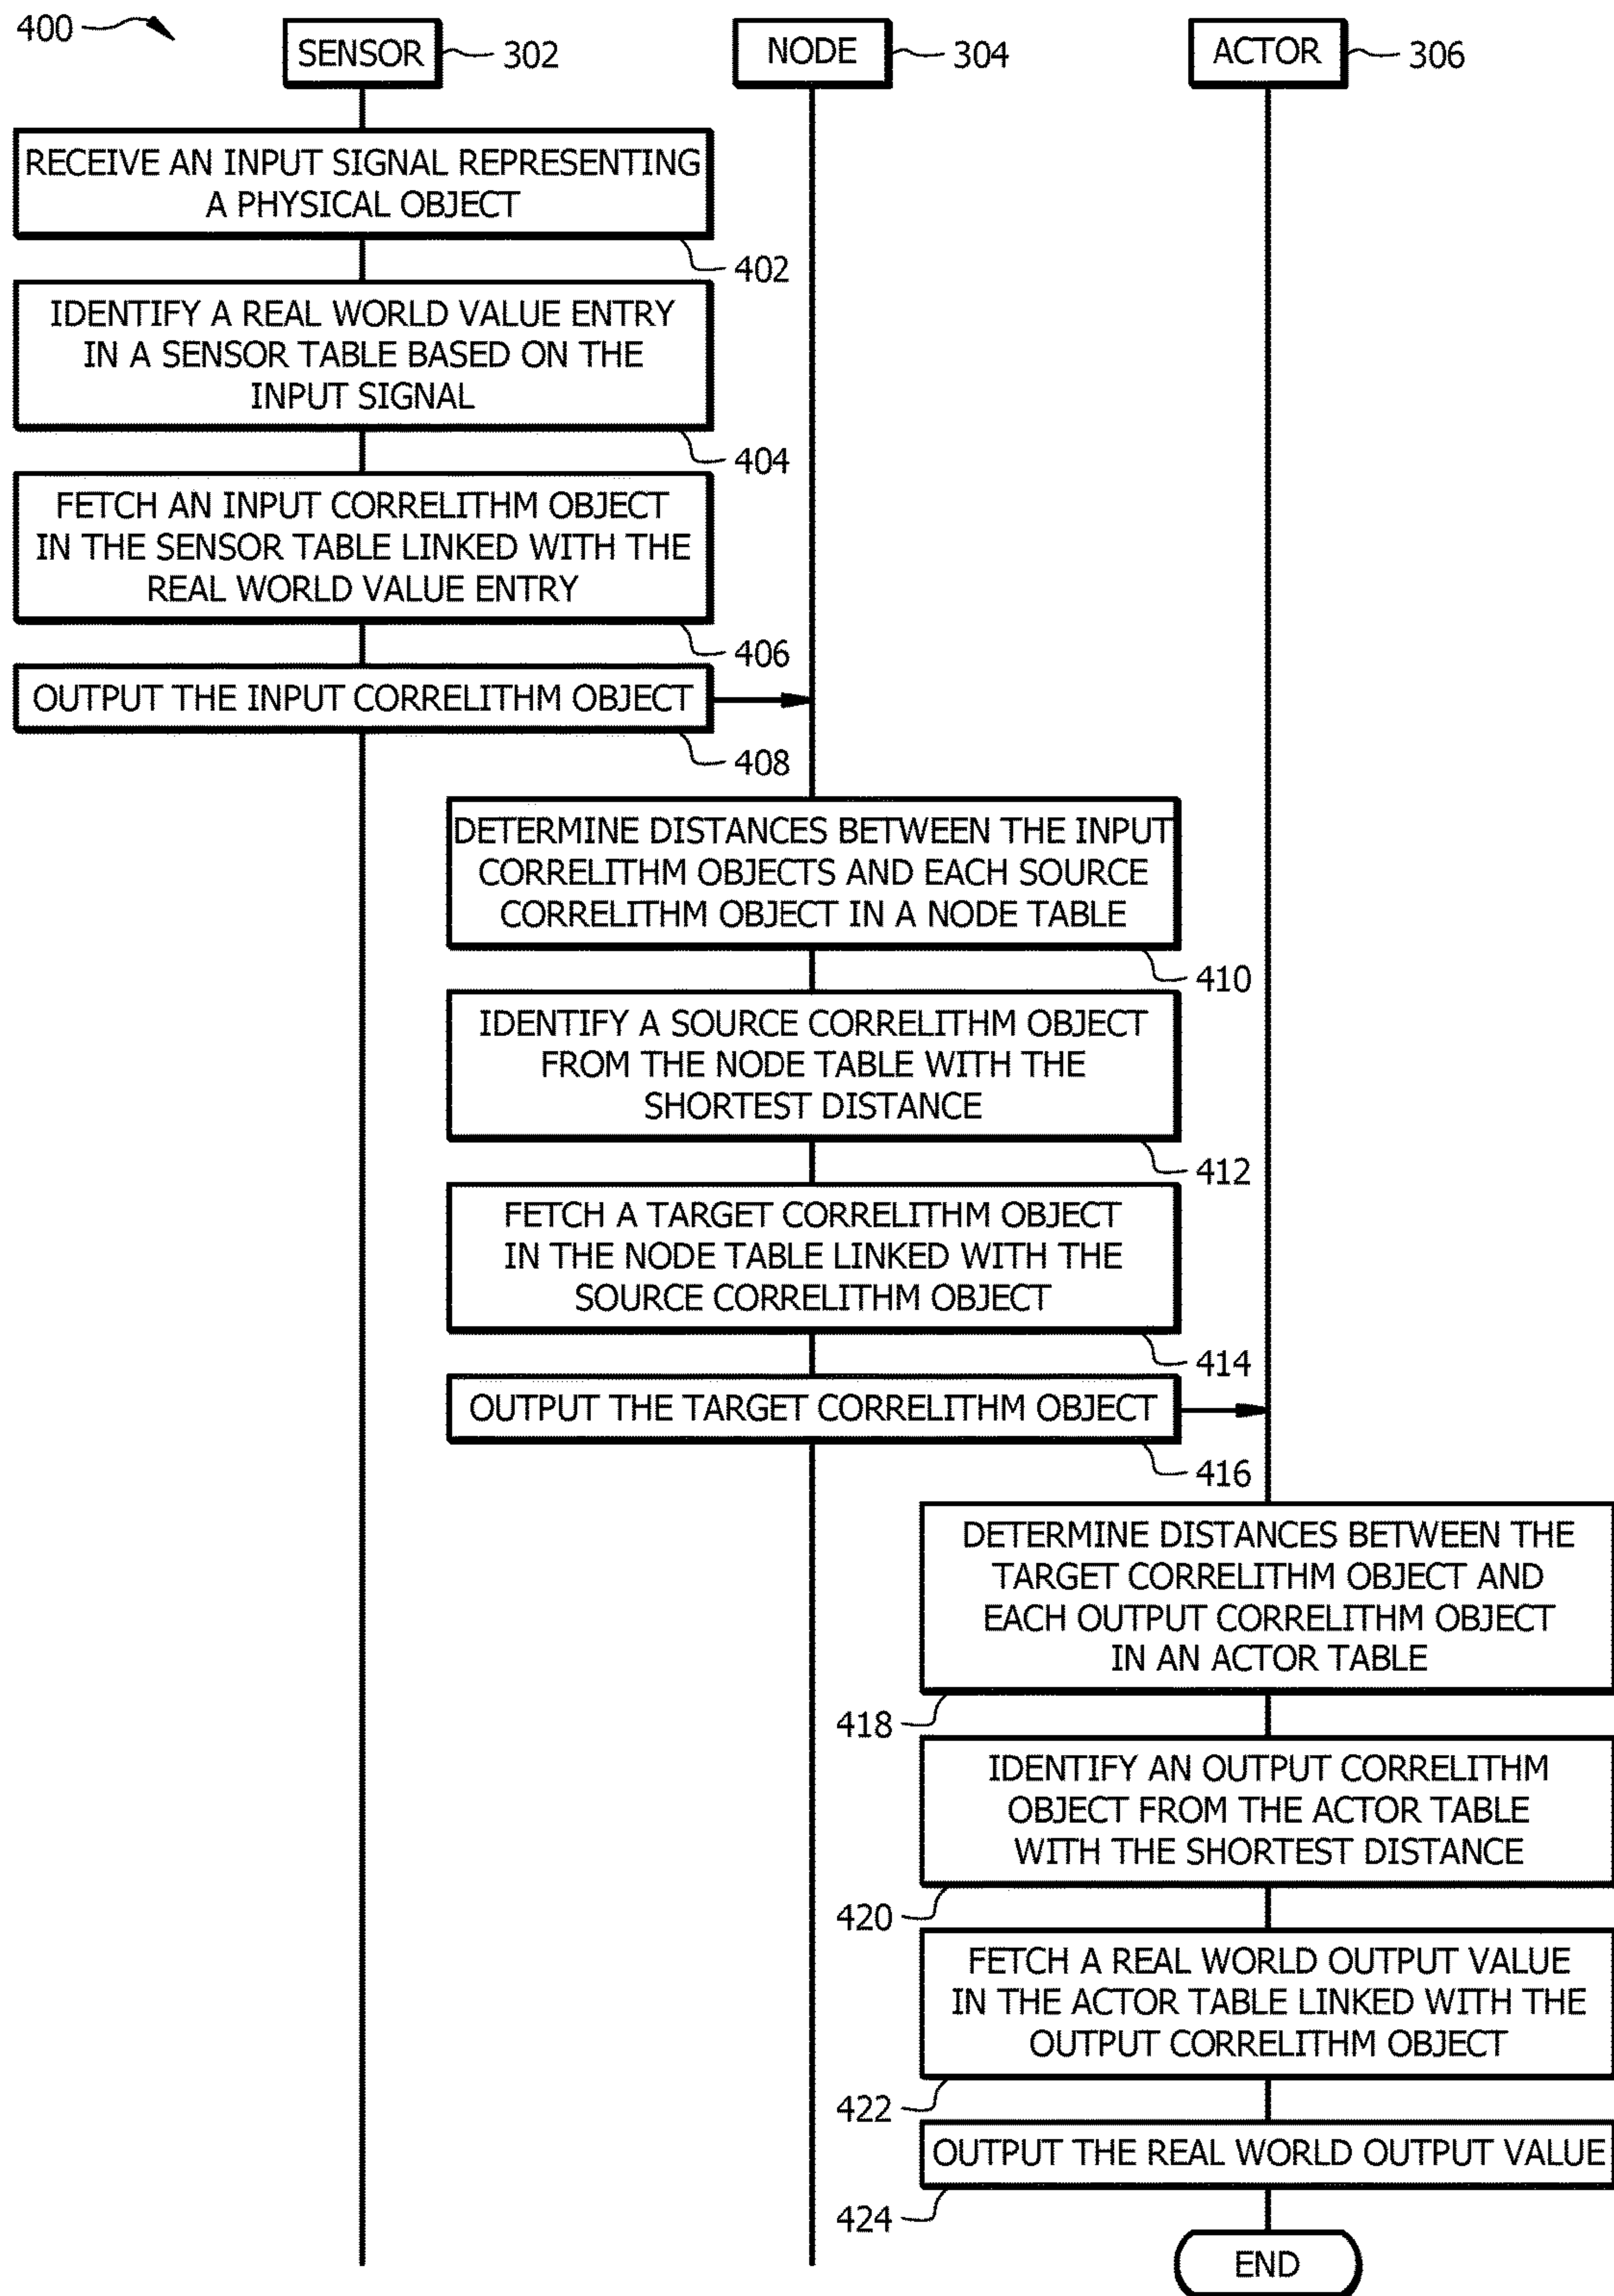 400
SENSOR
302
NODE
304
ACTOR
306
RECEIVE AN INPUT SIGNAL REPRESENTING
A PHYSICAL OBJECT
402
IDENTIFY A REAL WORLD VALUE ENTRY
IN A SENSOR TABLE BASED ON THE
INPUT SIGNAL
404
FETCH AN INPUT CORRELITHM OBJECT
IN THE SENSOR TABLE LINKED WITH THE
REAL WORLD VALUE ENTRY
406
OUTPUT THE INPUT CORRELITHM OBJECT
408
DETERMINE DISTANCES BETWEEN THE INPUT
CORRELITHM OBJECTS AND EACH SOURCE
CORRELITHM OBJECT IN A NODE TABLE
410
IDENTIFY A SOURCE CORRELITHM OBJECT
FROM THE NODE TABLE WITH THE
SHORTEST DISTANCE
412
FETCH A TARGET CORRELITHM OBJECT
IN THE NODE TABLE LINKED WITH THE
SOURCE CORRELITHM OBJECT
414
OUTPUT THE TARGET CORRELITHM OBJECT
416
DETERMINE DISTANCES BETWEEN THE
TARGET CORRELITHM OBJECT AND
EACH OUTPUT CORRELITHM OBJECT
IN AN ACTOR TABLE
418
IDENTIFY AN OUTPUT CORRELITHM
OBJECT FROM THE ACTOR TABLE
WITH THE SHORTEST DISTANCE
420
FETCH A REAL WORLD OUTPUT VALUE
IN THE ACTOR TABLE LINKED WITH THE
OUTPUT CORRELITHM OBJECT
422
OUTPUT THE REAL WORLD OUTPUT VALUE
424
END